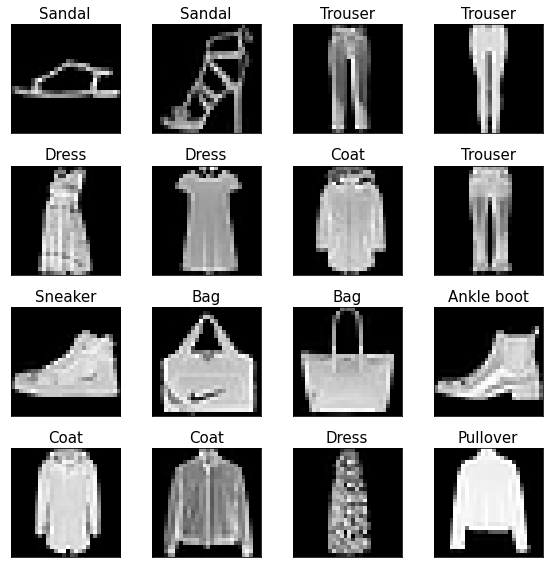 Sandal Sandal Trouser Trouser
Dress Dress Coat Trouser
Sneaker Bag Bag Ankle boot
Coat Coat Dress Pullover